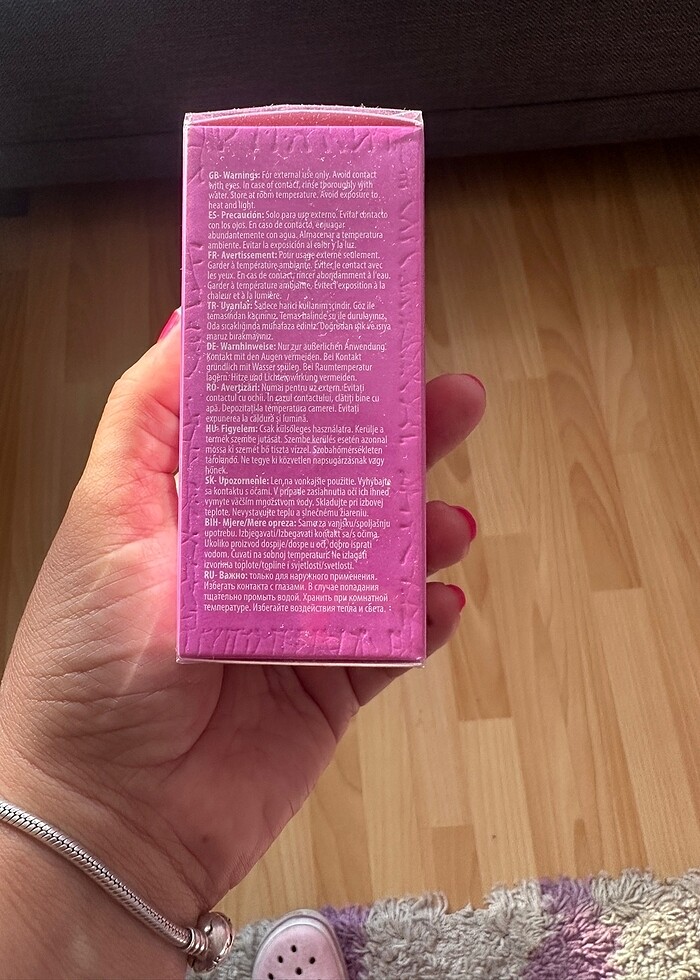 GB- Warnings: For external use only. Avoid contact
with eyes. In case of contact, rinse thoroughly with
water. Store at room temperature. Avoid exposure to
heat and light.
ES- Precaución: Solo para uso externo. Evitar contacto
con los ojos. En caso de contacto, enjuagar
abundantemente con agua. Almacenar a temperatura
ambiente. Evitar la exposición al calor y la luz.
FR- Avertissement: Pour usage externe seulement.
Garder à température ambiante. Éviter le contact avec
les yeux. En cas de contact, rincer abondamment à l'eau.
Garder à température ambiante. Évitect l'exposition à la
chaleur et à la lumière.
TR- Uyarılar: Sadece harici kullanım içindir. Göz ile
temasından kaçınınız. Temas halinde su ile durulayınız.
Oda sıcaklığında muhafaza ediniz. Doğrudan ışık ve ısıya
maruz bırakmayınız.
DE- Warnhinweise: Nur zur äußerlichen Anwendung.
Kontakt mit den Augen vermeiden. Bei Kontakt
gründlich mit Wasser spülen. Bei Raumtemperatur
lagern. Hitze und Lichteinwirkung vermeiden.
RO- Avertizări: Numai pentru uz extern. Evitați
contactul cu ochii. În cazul contactului, clătiți bine cu
apă. Depozitați la temperatura camerei. Evitați
expunerea la căldură și lumină.
HU- Figyelem: Csak külsőleges használatra. Kerülje a
termék szembe jutását. Szembe kerülés esetén azonnal
mossa ki szemét bő tiszta vízzel. Szobahőmérsékleten
tárolandó. Ne tegye ki közvetlen napsugárzásnak vagy
hőnek.
SK- Upozornenie: Len na vonkajšie použitie. Vyhýbajte
sa kontaktu s očami. V prípade zasiahnutia očí ich ihneď
vymyte väčším množstvom vody. Skladujte pri izbovej
teplote. Nevystavujte teplu a slnečnému žiareniu.
BIH- Mjere/Mere opreza: Samo za vanjsku/spoljašnju
upotrebu. Izbjegavati/Izbegavati kontakt sa/s očima.
Ukoliko proizvod dospije/dospe u oči, dobro isprati
vodom. Čuvati na sobnoj temperaturi. Ne izlagati
izvorima toplote/topline i svjetlosti/svetlosti.
RU- Важно: только для наружного применения.
Избегать контакта с глазами. В случае попадания
тщательно промыть водой. Хранить при комнатной
температуре. Избегайте воздействия тепла и света.